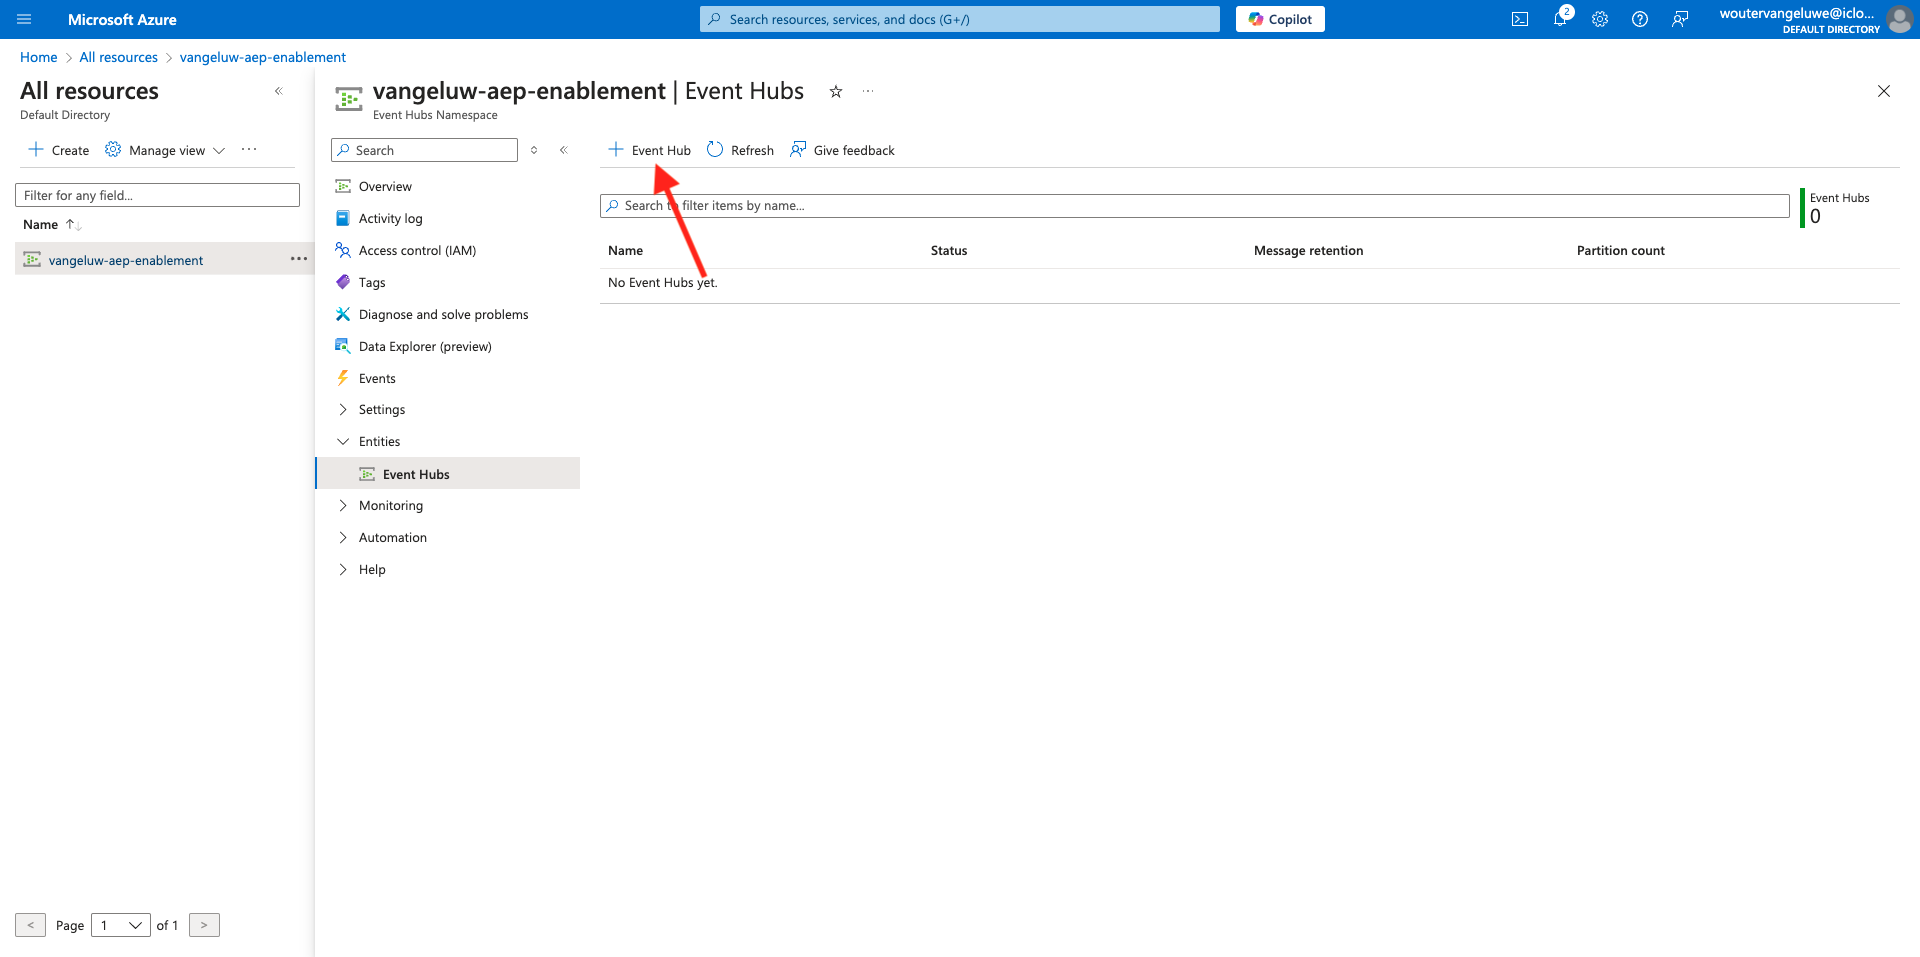 Microsoft Azure
Search resources, services, and docs (G+/)
Copilot
2
woutervangeluwe@iclo...
DEFAULT DIRECTORY
Home > All resources > vangeluw-aep-enablement
All resources
Default Directory
Create
Manage view
Filter for any field...
Name
vangeluw-aep-enablement
< Page 1 of 1 >
vangeluw-aep-enablement | Event Hubs
Event Hubs Namespace
Search
Overview
Activity log
Access control (IAM)
Tags
Diagnose and solve problems
Data Explorer (preview)
Events
Settings
Entities
Event Hubs
Monitoring
Automation
Help
Event Hub
Refresh
Give feedback
Search to filter items by name...
Event Hubs
0
Name Status Message retention Partition count
No Event Hubs yet.